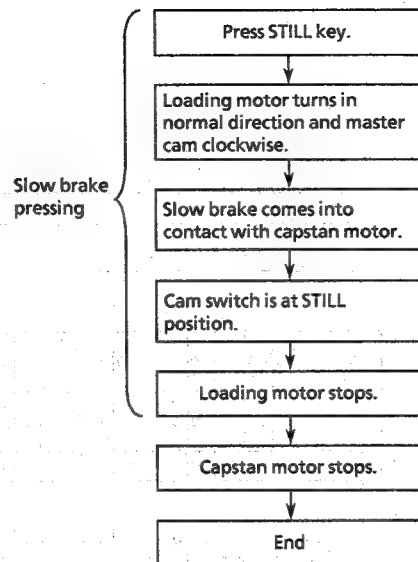 Press STILL key.
Loading motor turns in
normal direction and master
cam clockwise.
Slow brake
pressing
Slow brake comes into
contact with capstan motor.
Cam switch is at STILL
position.
Loading motor stops.
Capstan motor stops.
End